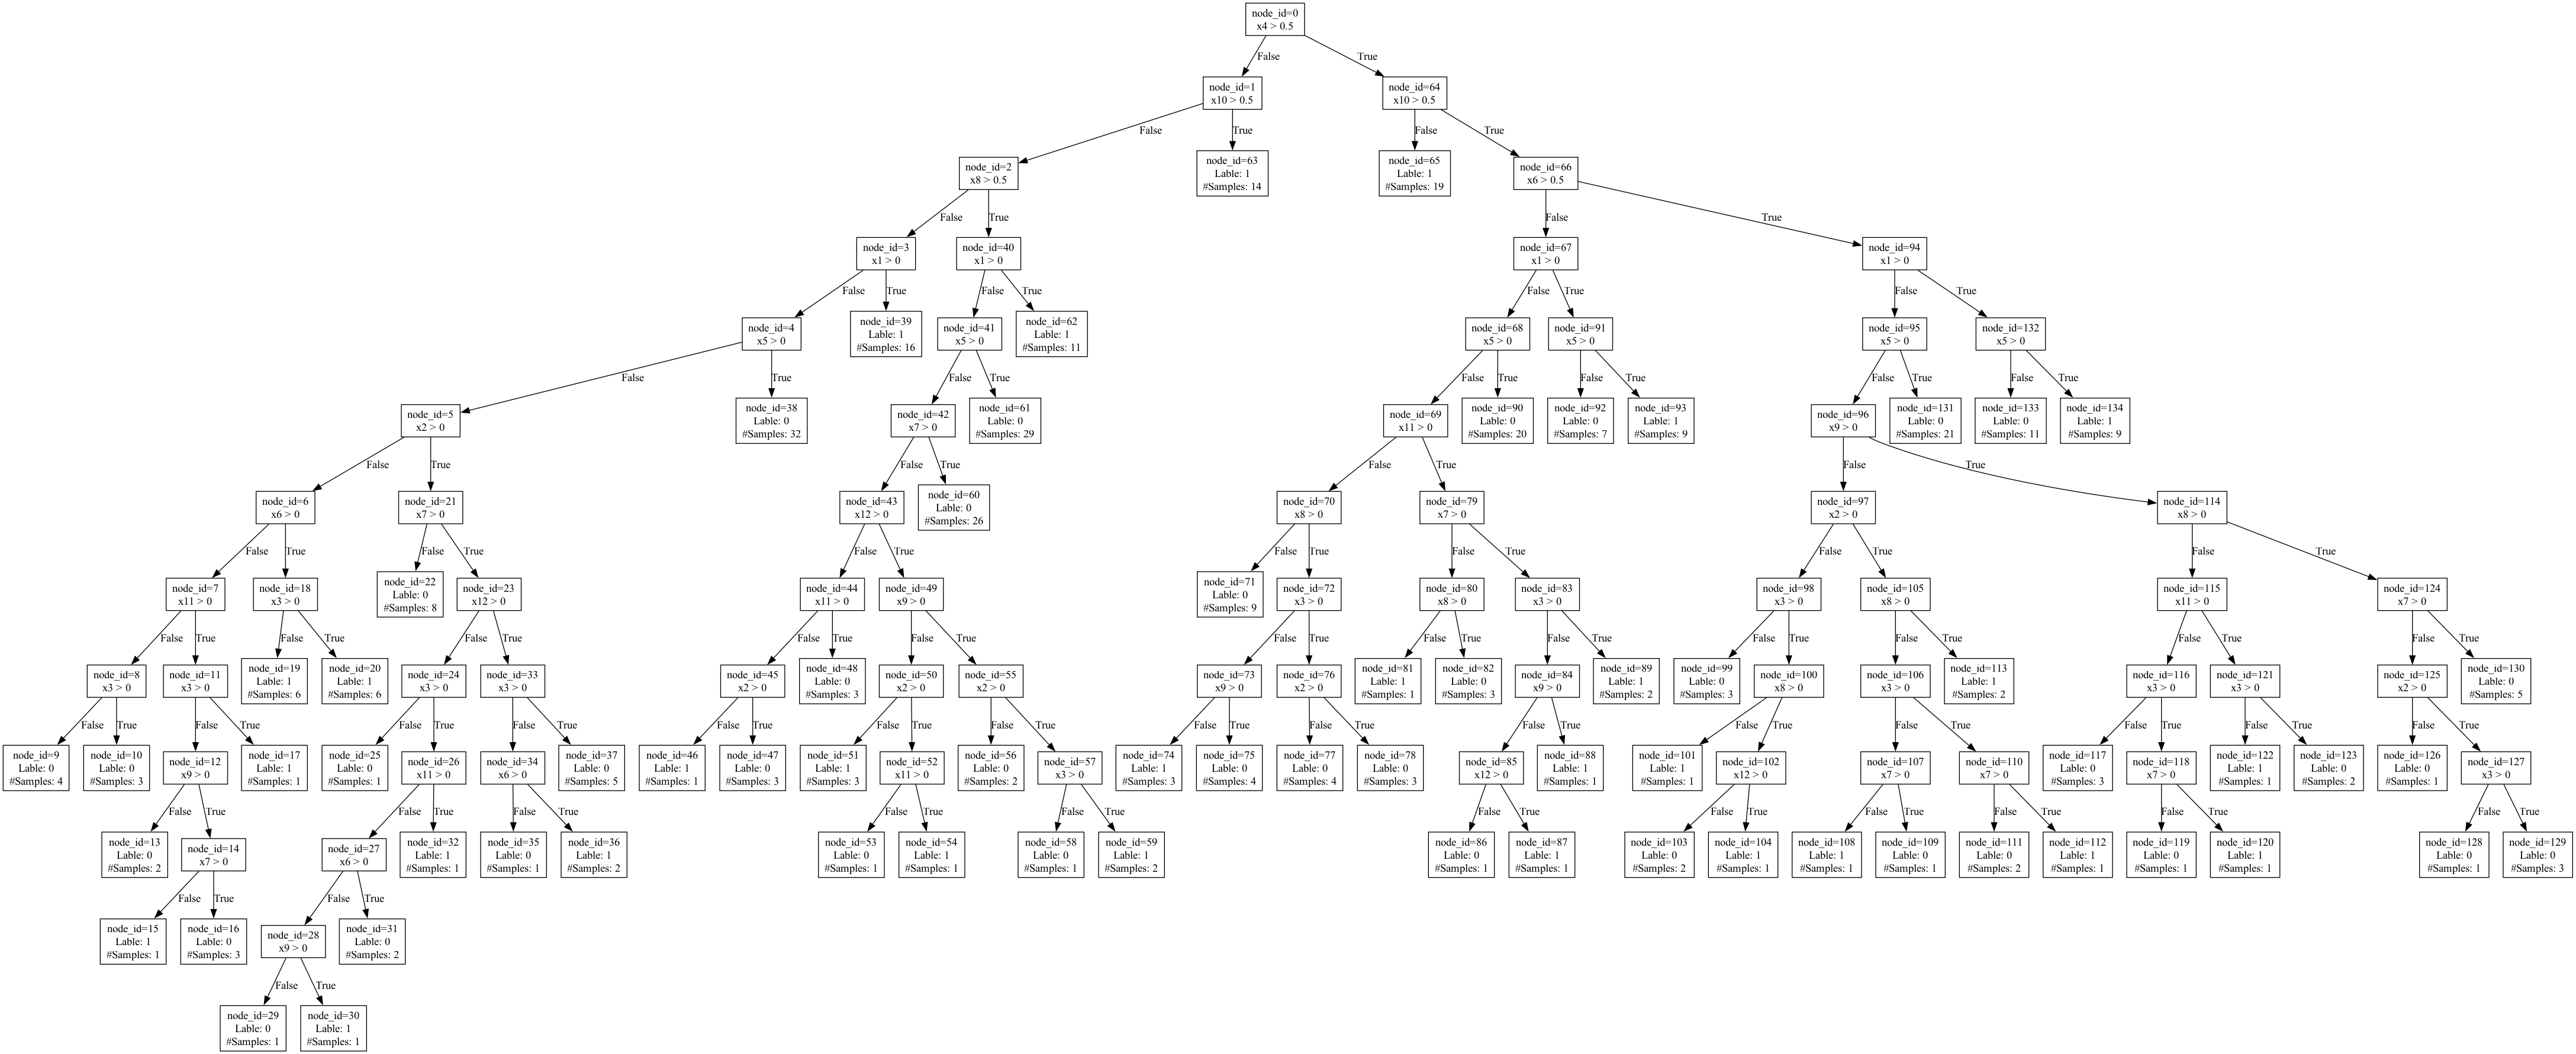 node_id=0
x4 > 0.5
False
True
node_id=1
x10 > 0.5
node_id=64
x10 > 0.5
False
True
False
True
node_id=2
x8 > 0.5
node_id=63
Lable: 1
#Samples: 14
node_id=65
Lable: 1
#Samples: 19
node_id=66
x6 > 0.5
False
True
False
True
node_id=3
x1 > 0
node_id=40
x1 > 0
node_id=67
x1 > 0
node_id=94
x1 > 0
False
True
False
True
False
True
False
True
node_id=4
x5 > 0
node_id=39
Lable: 1
#Samples: 16
node_id=41
x5 > 0
node_id=62
Lable: 1
#Samples: 11
node_id=68
x5 > 0
node_id=91
x5 > 0
node_id=95
x5 > 0
node_id=132
x5 > 0
False
True
False
True
False
True
False
True
False
True
False
True
node_id=5
x2 > 0
node_id=38
Lable: 0
#Samples: 32
node_id=42
x7 > 0
node_id=61
Lable: 0
#Samples: 29
node_id=69
x11 > 0
node_id=90
Lable: 0
#Samples: 20
node_id=92
Lable: 0
#Samples: 7
node_id=93
Lable: 1
#Samples: 9
node_id=96
x9 > 0
node_id=131
Lable: 0
#Samples: 21
node_id=133
Lable: 0
#Samples: 11
node_id=134
Lable: 1
#Samples: 9
False
True
False
True
False
True
False
True
node_id=6
x6 > 0
node_id=21
x7 > 0
node_id=43
x12 > 0
node_id=60
Lable: 0
#Samples: 26
node_id=70
x8 > 0
node_id=79
x7 > 0
node_id=97
x2 > 0
node_id=114
x8 > 0
False
True
False
True
False
True
False
True
False
True
False
True
False
True
node_id=7
x11 > 0
node_id=18
x3 > 0
node_id=22
Lable: 0
#Samples: 8
node_id=23
x12 > 0
node_id=44
x11 > 0
node_id=49
x9 > 0
node_id=71
Lable: 0
#Samples: 9
node_id=72
x3 > 0
node_id=80
x8 > 0
node_id=83
x3 > 0
node_id=98
x3 > 0
node_id=105
x8 > 0
node_id=115
x11 > 0
node_id=124
x7 > 0
False
True
False
True
False
True
False
True
False
True
False
True
False
True
False
True
False
True
False
True
False
True
False
True
node_id=8
x3 > 0
node_id=11
x3 > 0
node_id=19
Lable: 1
#Samples: 6
node_id=20
Lable: 1
#Samples: 6
node_id=24
x3 > 0
node_id=33
x3 > 0
node_id=45
x2 > 0
node_id=48
Lable: 0
#Samples: 3
node_id=50
x2 > 0
node_id=55
x2 > 0
node_id=73
x9 > 0
node_id=76
x2 > 0
node_id=81
Lable: 1
#Samples: 1
node_id=82
Lable: 0
#Samples: 3
node_id=84
x9 > 0
node_id=89
Lable: 1
#Samples: 2
node_id=99
Lable: 0
#Samples: 3
node_id=100
x8 > 0
node_id=106
x3 > 0
node_id=113
Lable: 1
#Samples: 2
node_id=116
x3 > 0
node_id=121
x3 > 0
node_id=125
x2 > 0
node_id=130
Lable: 0
#Samples: 5
False
True
False
True
False
True
False
True
False
True
False
True
False
True
False
True
False
True
False
True
False
True
False
True
False
True
False
True
False
True
node_id=9
Lable: 0
#Samples: 4
node_id=10
Lable: 0
#Samples: 3
node_id=12
x9 > 0
node_id=17
Lable: 1
#Samples: 1
node_id=25
Lable: 0
#Samples: 1
node_id=26
x11 > 0
node_id=34
x6 > 0
node_id=37
Lable: 0
#Samples: 5
node_id=46
Lable: 1
#Samples: 1
node_id=47
Lable: 0
#Samples: 3
node_id=51
Lable: 1
#Samples: 3
node_id=52
x11 > 0
node_id=56
Lable: 0
#Samples: 2
node_id=57
x3 > 0
node_id=74
Lable: 1
#Samples: 3
node_id=75
Lable: 0
#Samples: 4
node_id=77
Lable: 0
#Samples: 4
node_id=78
Lable: 0
#Samples: 3
node_id=85
x12 > 0
node_id=88
Lable: 1
#Samples: 1
node_id=101
Lable: 1
#Samples: 1
node_id=102
x12 > 0
node_id=107
x7 > 0
node_id=110
x7 > 0
node_id=117
Lable: 0
#Samples: 3
node_id=118
x7 > 0
node_id=122
Lable: 1
#Samples: 1
node_id=123
Lable: 0
#Samples: 2
node_id=126
Lable: 0
#Samples: 1
node_id=127
x3 > 0
False
True
False
True
False
True
False
True
False
True
False
True
False
True
False
True
False
True
False
True
False
True
node_id=13
Lable: 0
#Samples: 2
node_id=14
x7 > 0
node_id=27
x6 > 0
node_id=32
Lable: 1
#Samples: 1
node_id=35
Lable: 0
#Samples: 1
node_id=36
Lable: 1
#Samples: 2
node_id=53
Lable: 0
#Samples: 1
node_id=54
Lable: 1
#Samples: 1
node_id=58
Lable: 0
#Samples: 1
node_id=59
Lable: 1
#Samples: 2
node_id=86
Lable: 0
#Samples: 1
node_id=87
Lable: 1
#Samples: 1
node_id=103
Lable: 0
#Samples: 2
node_id=104
Lable: 1
#Samples: 1
node_id=108
Lable: 1
#Samples: 1
node_id=109
Lable: 0
#Samples: 1
node_id=111
Lable: 0
#Samples: 2
node_id=112
Lable: 1
#Samples: 1
node_id=119
Lable: 0
#Samples: 1
node_id=120
Lable: 1
#Samples: 1
node_id=128
Lable: 0
#Samples: 1
node_id=129
Lable: 0
#Samples: 3
False
True
False
True
node_id=15
Lable: 1
#Samples: 1
node_id=16
Lable: 0
#Samples: 3
node_id=28
x9 > 0
node_id=31
Lable: 0
#Samples: 2
False
True
node_id=29
Lable: 0
#Samples: 1
node_id=30
Lable: 1
#Samples: 1